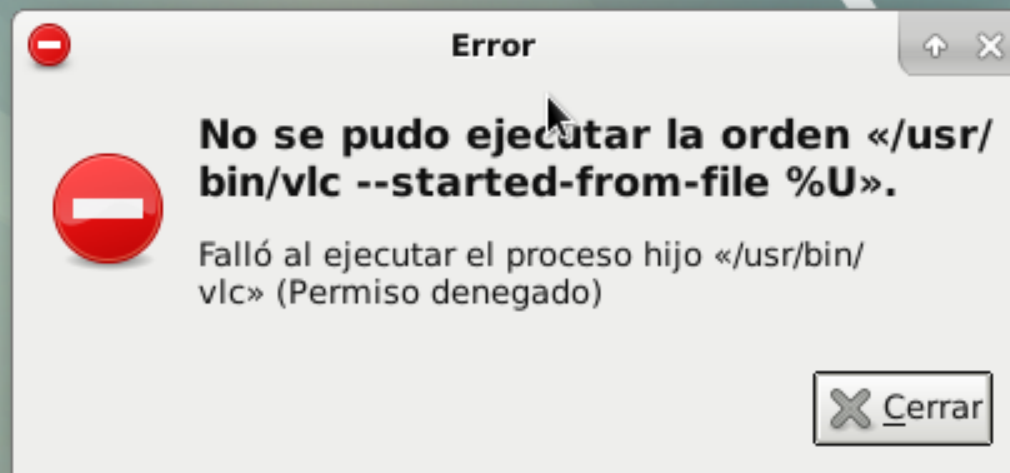 Error
No se pudo ejecutar la orden «/usr/
bin/vlc --started-from-file %U».
Falló al ejecutar el proceso hijo «/usr/bin/
vlc» (Permiso denegado)
Cerrar